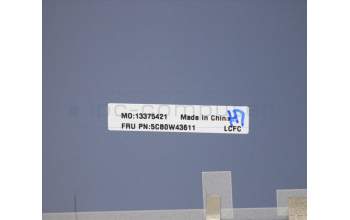 MO:13375421 Made in China
FRU PN:5CB0W43611 LCFC